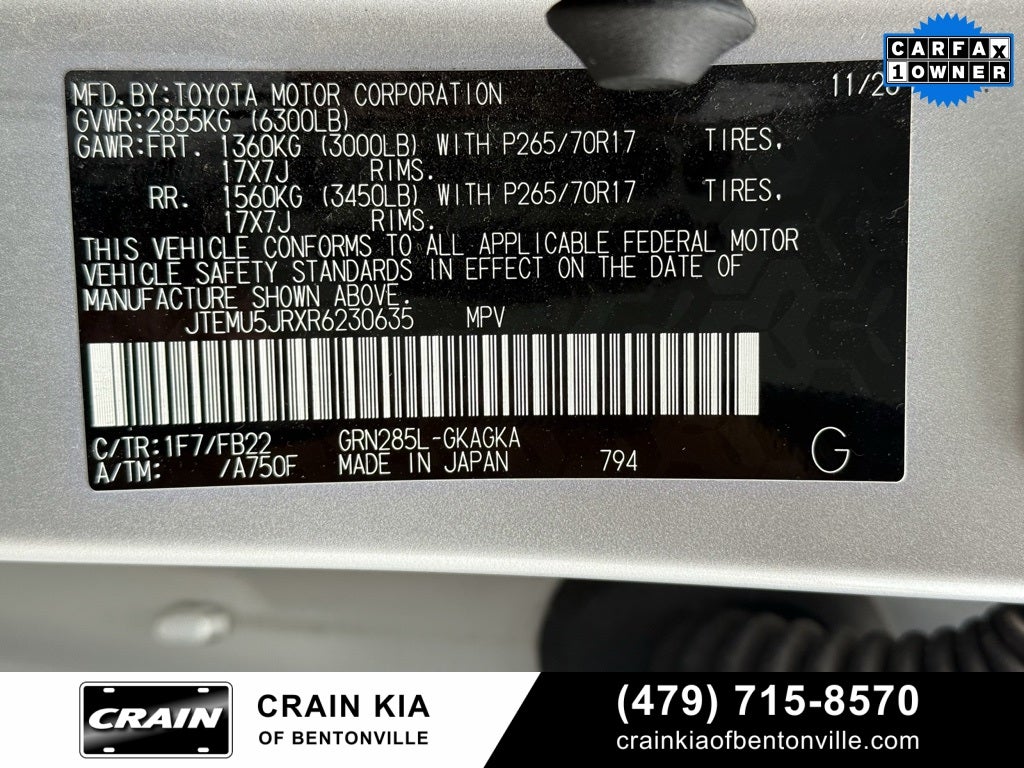 CARFAX
1 OWNER
MFD.BY:TOYOTA MOTOR CORPORATION
GVWR:2855KG (6300LB)
GAWR:FRT. 1360KG (3000LB) WITH P265/70R17 TIRES,
17X7J RIMS.
RR. 1560KG (3450LB) WITH P265/70R17 TIRES,
17X7J RIMS.
THIS VEHICLE CONFORMS TO ALL APPLICABLE FEDERAL MOTOR
VEHICLE SAFETY STANDARDS IN EFFECT ON THE DATE OF
MANUFACTURE SHOWN ABOVE.
JTEMU5JRXR6230635 MPV
C/TR:1F7/FB22 GRN285L-GKAGKA
A/TM: /A750F MADE IN JAPAN 794 G
CRAIN
CRAIN KIA
OF BENTONVILLE
(479) 715-8570
crainkiaofbentonville.com